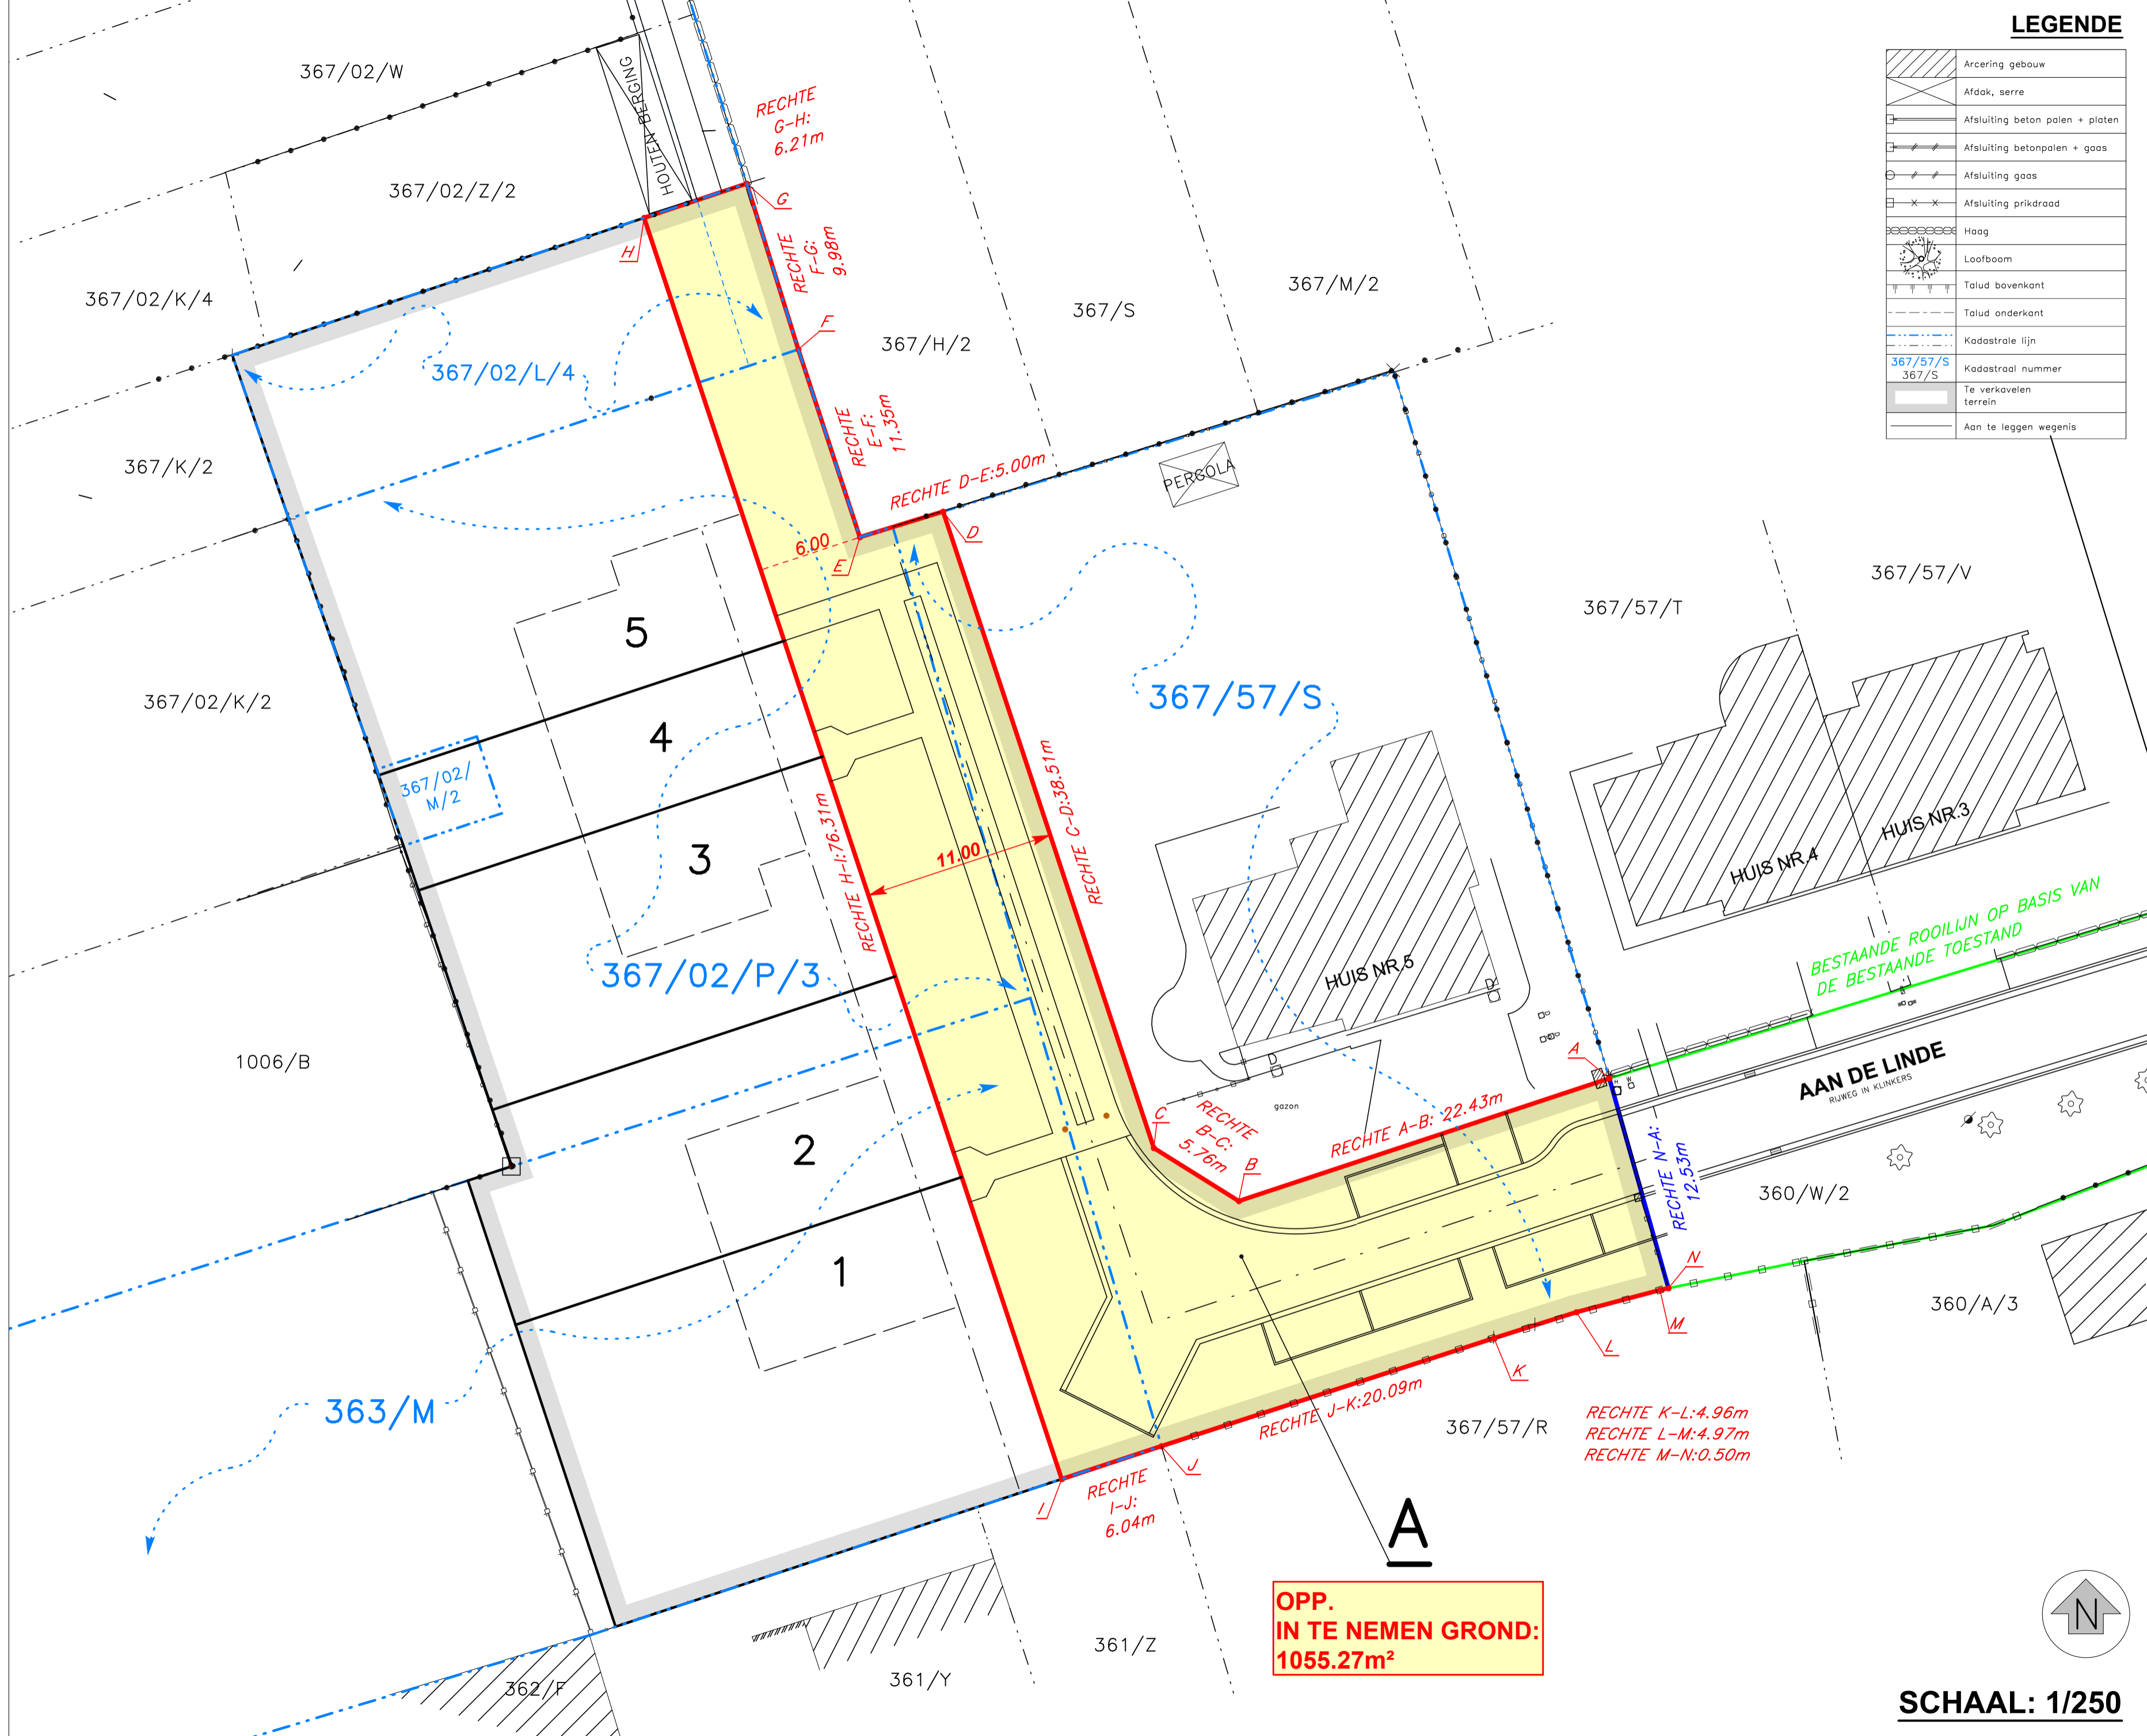 LEGENDE
Arcering gebouw
Afdak, serre
Afsluiting beton palen + platen
Afsluiting betonpalen + gaas
Afsluiting gaas
Afsluiting prikdraad
Haag
Loofboom
Talud bovenkant
Talud onderkant
Kadastrale lijn
367/57/S
367/S
Kadastraal nummer
Te verkavelen
terrein
Aan te leggen wegenis
367/02/W
HOUTEN BERGING
RECHTE
G-H:
6.21m
367/02/Z/2
G
H
RECHTE
F-G:
9.98m
367/02/K/4
367/H/2
367/S
367/M/2
F
367/02/L/4
RECHTE
E-F:
11.35m
367/K/2
RECHTE D-E:5.00m
PERGOLA
D
6.00
E
367/57/V
367/57/T
5
367/02/K/2
367/57/S
4
367/02/
M/2
3
RECHTE H-I:76.31m
11.00
RECHTE C-D:38.51m
HUIS NR.3
HUIS NR.4
HUIS NR.5
D
BESTAANDE ROOILIJN OP BASIS VAN
DE BESTAANDE TOESTAND
367/02/P/3
1006/B
A
D
H
W
AAN DE LINDE
RIJWEG IN KLINKERS
gazon
C
RECHTE
B-C:
5.76m
B
RECHTE A-B: 22.43m
RECHTE N-A:
12.53m
2
360/W/2
1
N
M
360/A/3
L
K
363/M
RECHTE J-K:20.09m
367/57/R
RECHTE K-L:4.96m
RECHTE L-M:4.97m
RECHTE M-N:0.50m
J
I
RECHTE
I-J:
6.04m
A
OPP.
IN TE NEMEN GROND:
1055.27m²
361/Z
361/Y
362/F
N
SCHAAL: 1/250